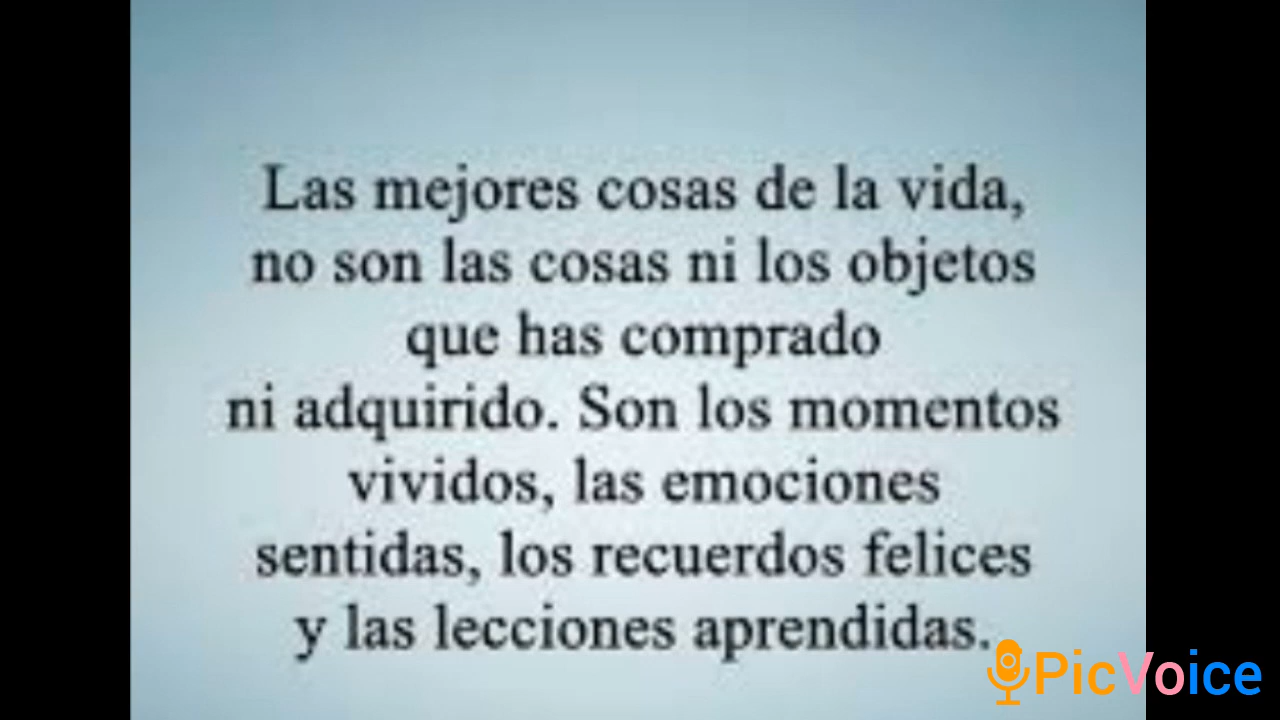 Las mejores cosas de la vida,
no son las cosas ni los objetos
que has comprado
ni adquirido. Son los momentos
vividos, las emociones
sentidas, los recuerdos felices
y las lecciones aprendidas.
PicVoice